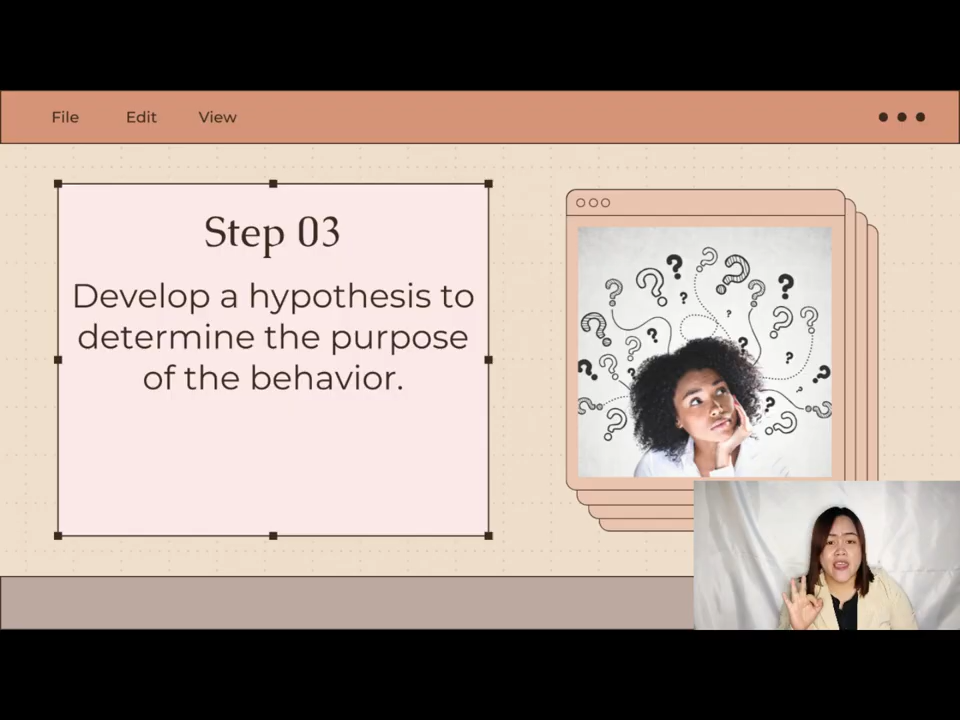 File Edit View
Step 03
Develop a hypothesis to
determine the purpose
of the behavior.